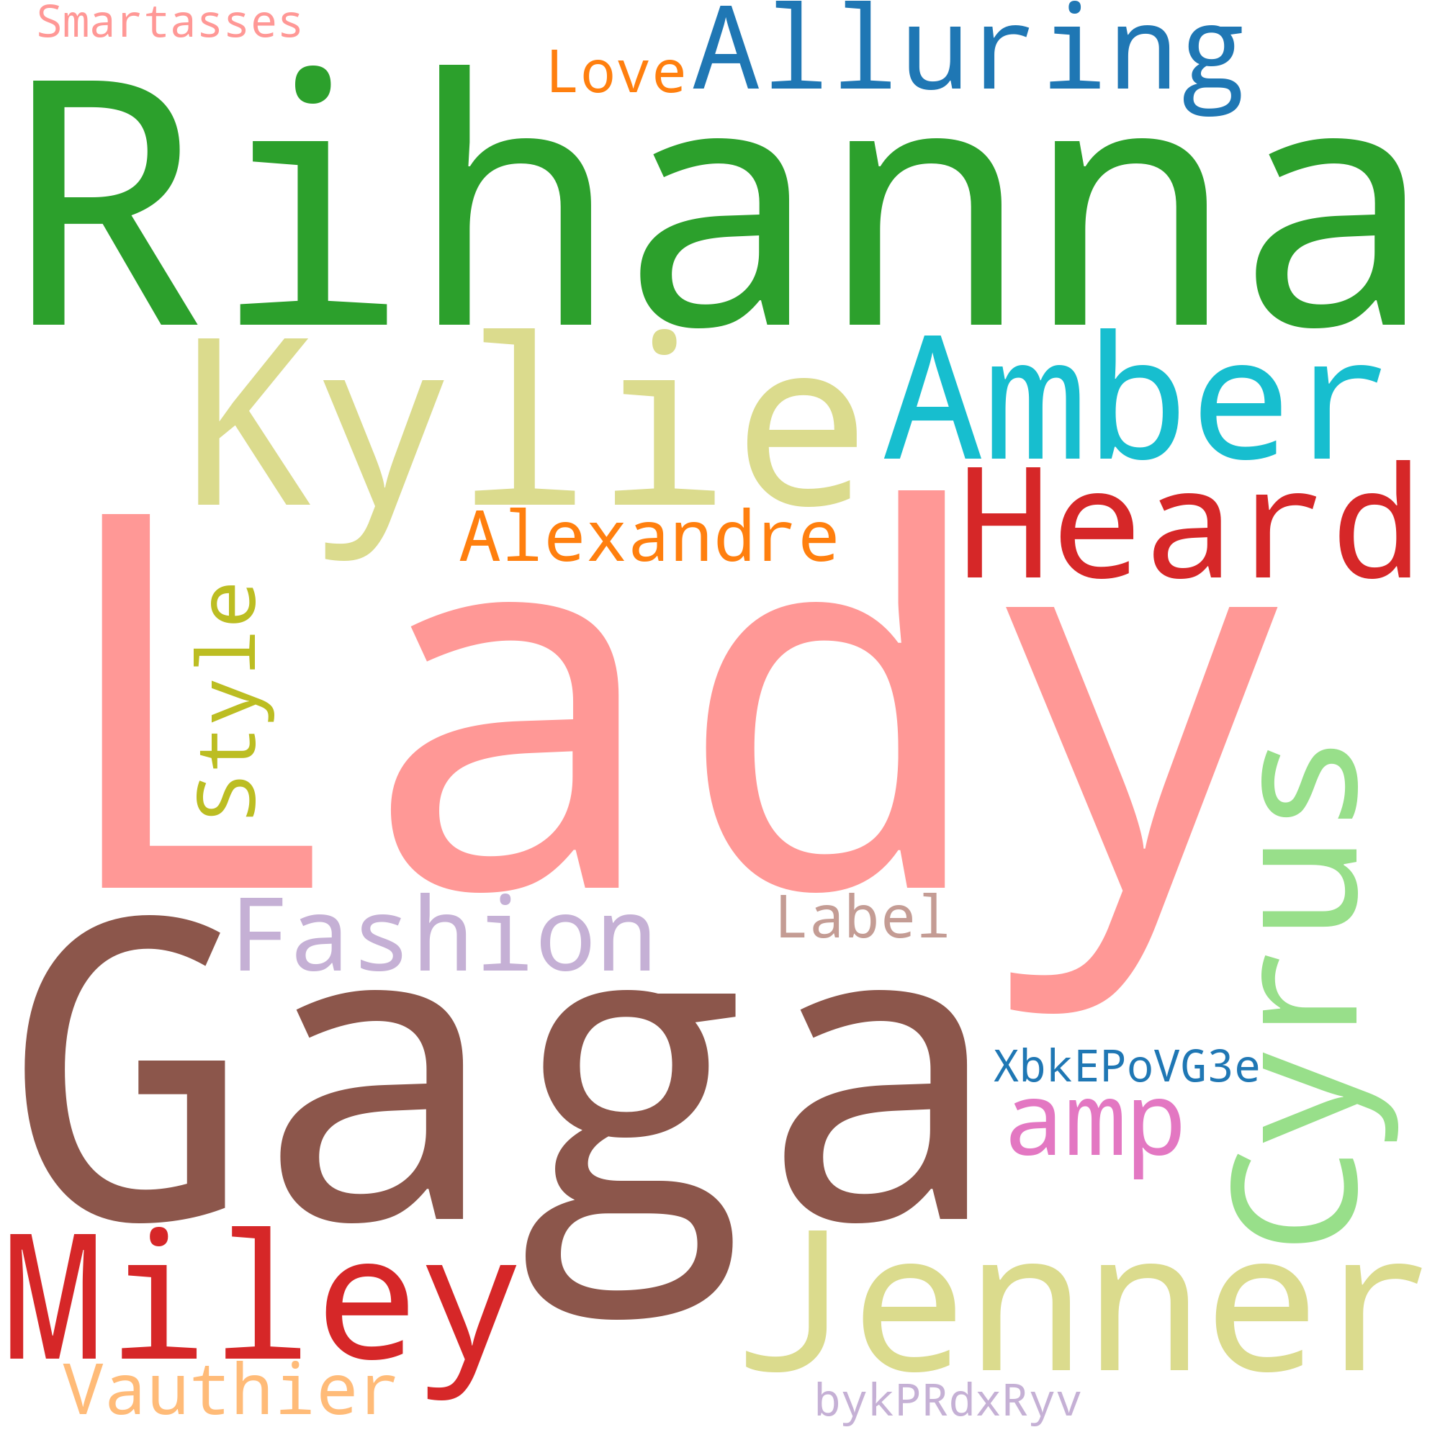 Smartasses
Love
Alluring
Rihanna
Kylie
Amber
Heard
Alexandre
Lady
Style
Cyrus
Fashion
Label
Gaga
XbkEPoVG3e
amp
Miley
Jenner
Vauthier
bykPRdxRyv